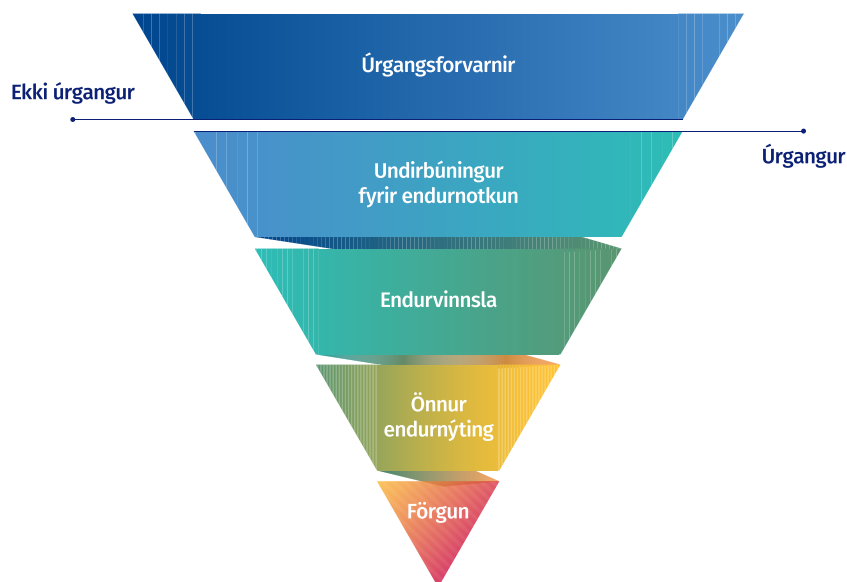 Úrgangsforvarnir
Ekki úrgangur
Úrgangur
Undirbúningur
fyrir endurnotkun
Endurvinnsla
Önnur
endurnýting
Förgun